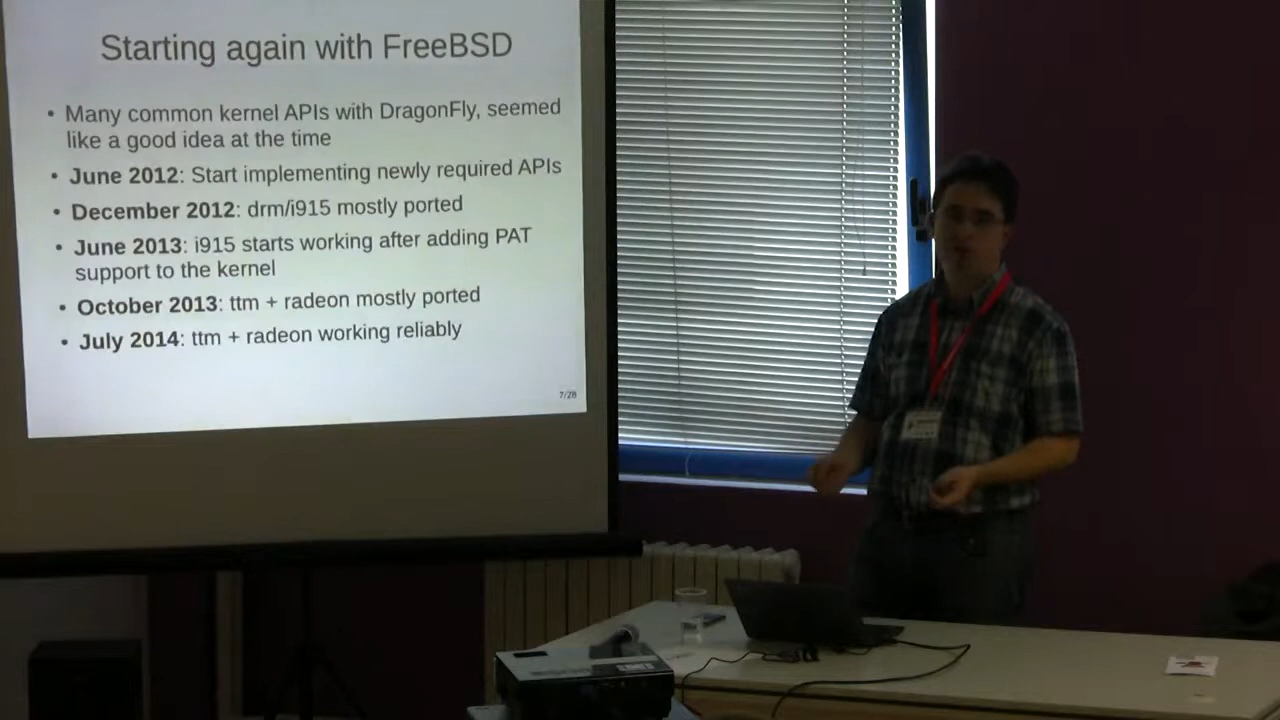 Starting again with FreeBSD
• Many common kernel APIs with DragonFly, seemed
like a good idea at the time
• June 2012: Start implementing newly required APIs
• December 2012: drm/i915 mostly ported
• June 2013: i915 starts working after adding PAT
support to the kernel
• October 2013: ttm + radeon mostly ported
• July 2014: ttm + radeon working reliably
7/28